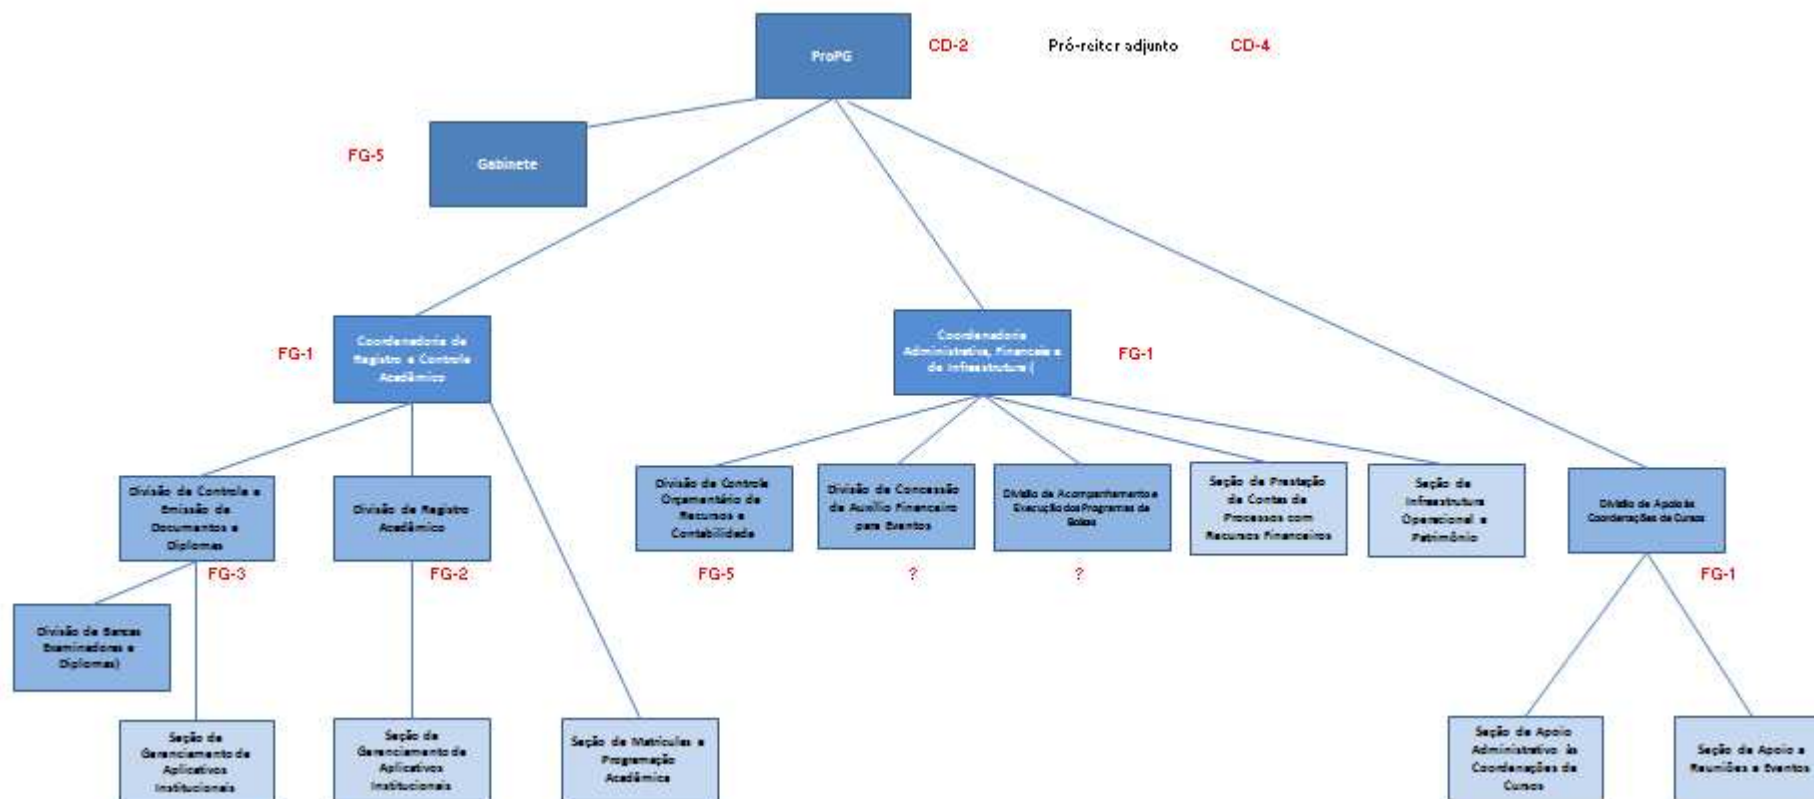 ProPG
CD-2
Pró-reitor adjunto
CD-4
FG-5
Gabinete
FG-1
Coordenadoria de
Registro e Controle
Acadêmico
Coordenadoria
Administrativa, Financeis e
de Infraestrutura (
FG-1
Divisão de Controle e
Emissão de
Documentos e
Diplomas
FG-3
Divisão de Registro
Acadêmico
FG-2
Divisão de Controle
Orçamentário de
Recursos e
Contabilidade
FG-5
Divisão de Concessão
de Auxílio Financeiro
para Eventos
?
Divisão de Acompanhamento e
Execução dos Programas de
Bolsas
?
Seção de Prestação
de Contas de
Processos com
Recursos Financeiros
Seção de
Infraestrutura
Operacional e
Patrimônio
Divisão de Apoio às
Coordenações de Cursos
FG-1
Divisão de Bancas
Examinadoras e
Diplomas)
Seção de
Gerenciamento de
Aplicativos
Institucionais
Seção de
Gerenciamento de
Aplicativos
Institucionais
Seção de Matrículas e
Programação
Acadêmica
Seção de Apoio
Administrativo às
Coordenações de
Cursos
Seção de Apoio a
Reuniões e Eventos